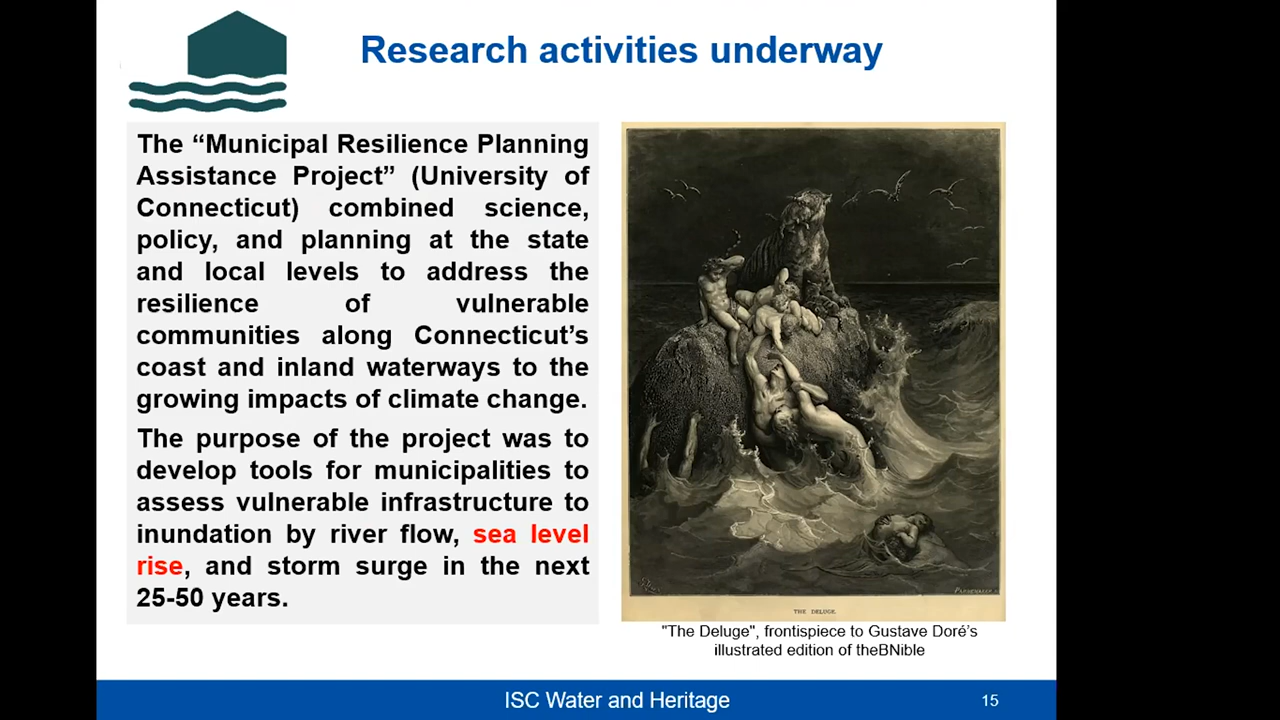 Research activities underway
The “Municipal Resilience Planning
Assistance Project” (University of
Connecticut) combined science,
policy, and planning at the state
and local levels to address the
resilience of vulnerable
communities along Connecticut’s
coast and inland waterways to the
growing impacts of climate change.
The purpose of the project was to
develop tools for municipalities to
assess vulnerable infrastructure to
inundation by river flow, sea level
rise, and storm surge in the next
25-50 years.
THE DELUGE.
"The Deluge", frontispiece to Gustave Doré’s
illustrated edition of theBNible
ISC Water and Heritage
15